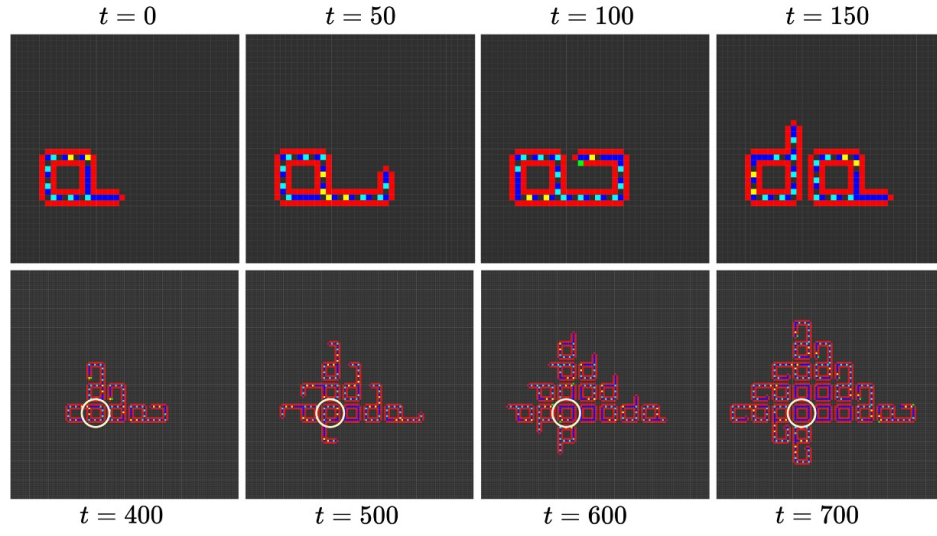 t = 0 t = 50 t = 100 t = 150
t = 400 t = 500 t = 600 t = 700